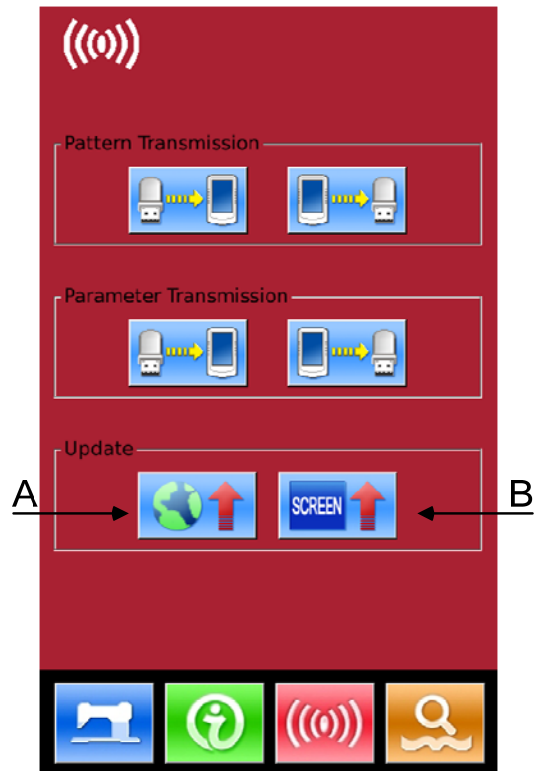 Pattern Transmission
Parameter Transmission
Update
A
SCREEN
B